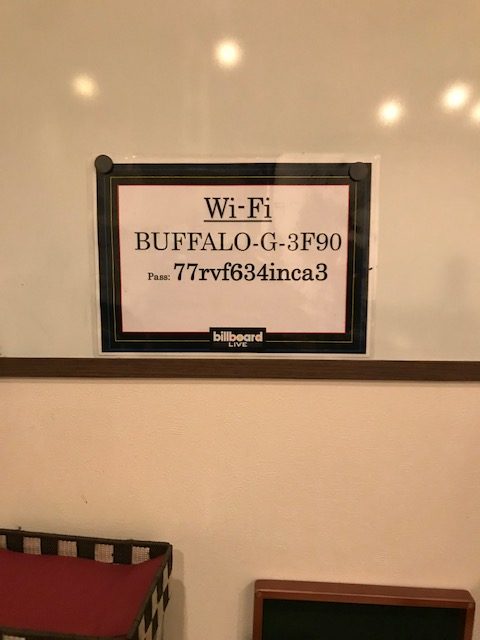 Wi-Fi
BUFFALO-G-3F90
Pass: 77rvf634inca3
billboard
LIVE